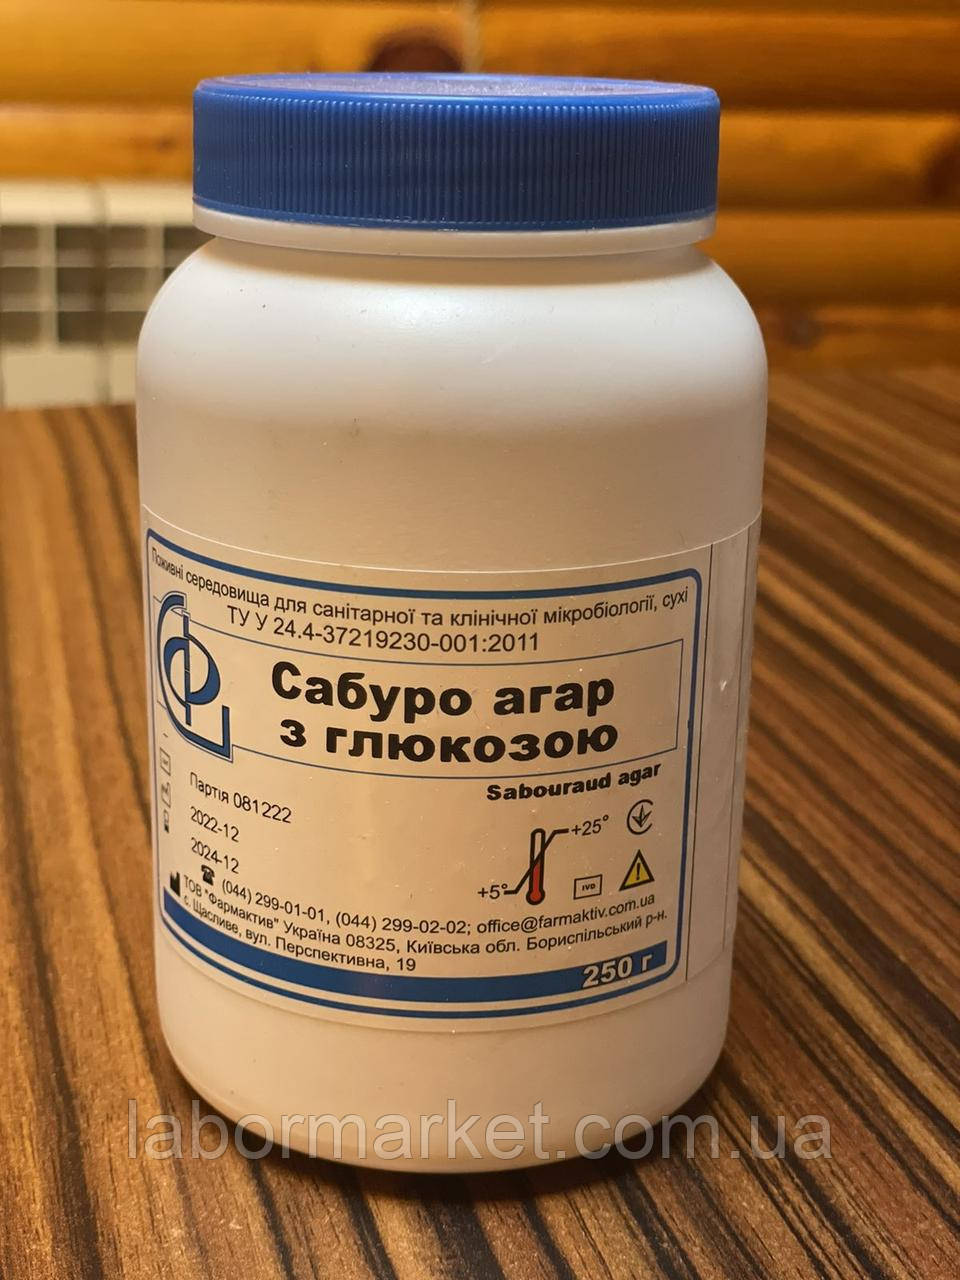 Поживні середовища для санітарної та клінічної мікробіології, сухі
ТУ У 24.4-37219230-001:2011
Сабуро агар
з глюкозою
Sabouraud agar
Партія 081222
2022-12
2024-12
+25°
+5°
IVD
(044) 299-01-01, (044) 299-02-02; office@farmaktiv.com.ua
ТОВ "Фармактив" Україна 08325, Київська обл. Бориспільський р-н.
с. Щасливе, вул. Перспективна, 19
250 г
labormarket.com.ua